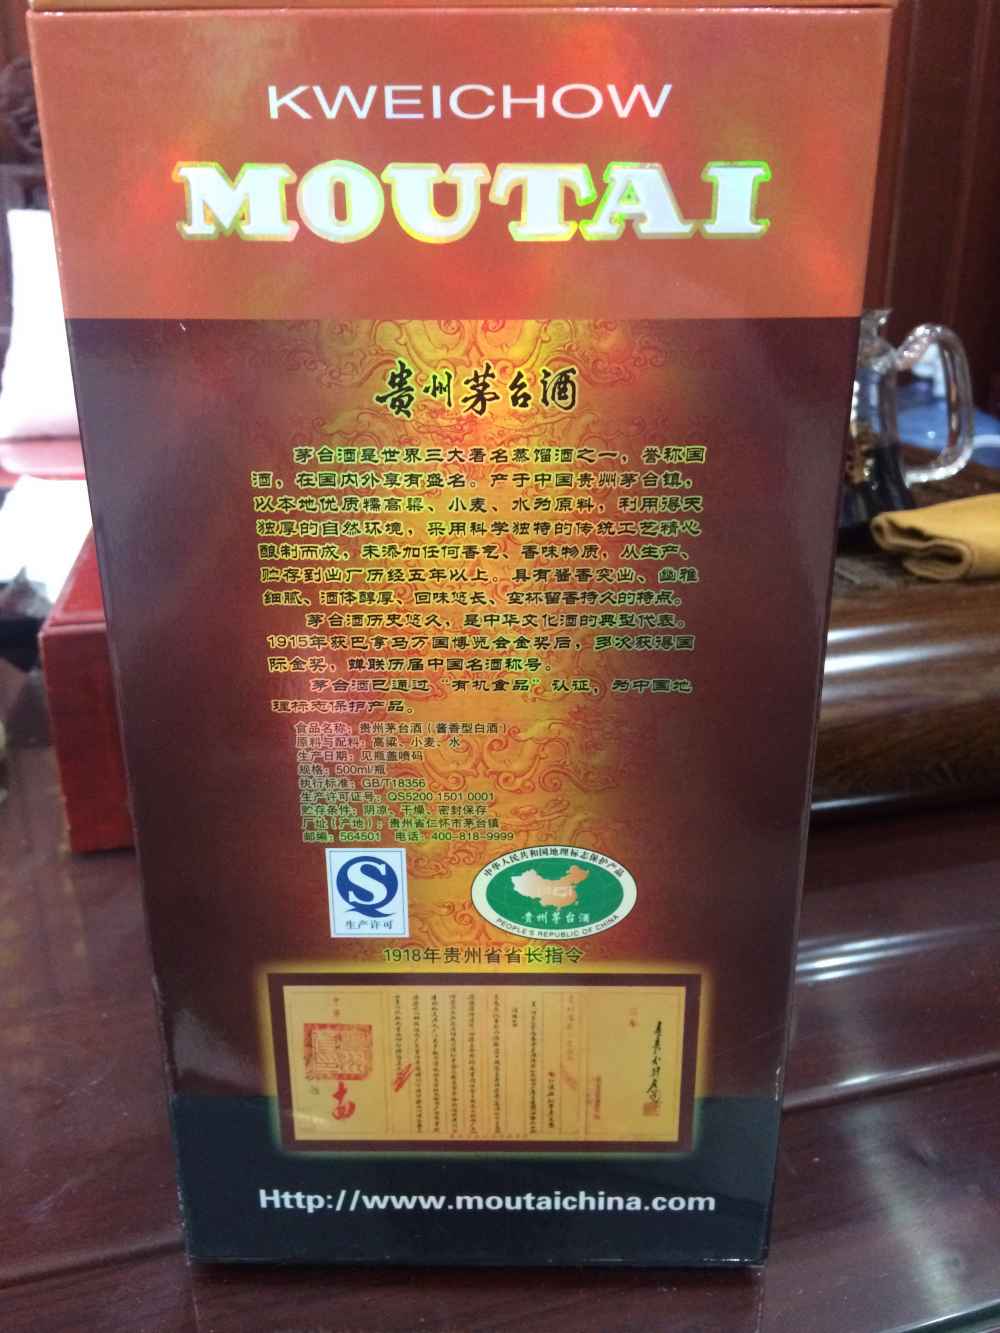 KWEICHOW
MOUTAI
贵州茅台酒
茅台酒是世界三大著名蒸馏酒之一，誉称国
酒，在国内外享有盛名。产于中国贵州茅台镇，
以本地优质糯高粱、小麦、水为原料，利用得天
独厚的自然环境，采用科学独特的传统工艺精心
酿制而成，未添加任何香气、香味物质，从生产、
贮存到出厂历经五年以上。具有酱香突出、幽雅
细腻、酒体醇厚、回味悠长、空杯留香持久的特点。
茅台酒历史悠久，是中华文化酒的典型代表。
1915年获巴拿马万国博览会金奖后，多次获得国
际金奖，蝉联历届中国名酒称号。
茅台酒已通过“有机食品”认证，为中国地
理标志保护产品。
食品名称：贵州茅台酒（酱香型白酒）
原料与配料：高粱、小麦、水
生产日期：见瓶盖喷码
规格：500ml/瓶
执行标准：GB/T18356
生产许可证号：QS5200 1501 0001
贮存条件：阴凉、干燥、密封保存
厂址（产地）：贵州省仁怀市茅台镇
邮编：564501 电话：400-818-9999
生产许可
中华人民共和国地理标志保护产品
贵州茅台酒
PEOPLE'S REPUBLIC OF CHINA
1918年贵州省省长指令
Http://www.moutaichina.com